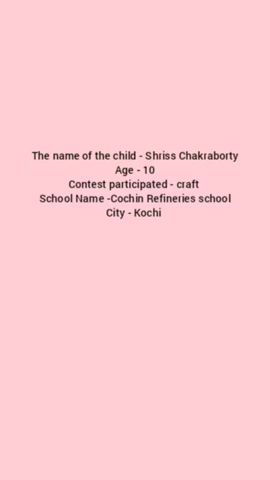 The name of the child - Shriss Chakraborty
Age - 10
Contest participated - craft
School Name -Cochin Refineries school
City - Kochi